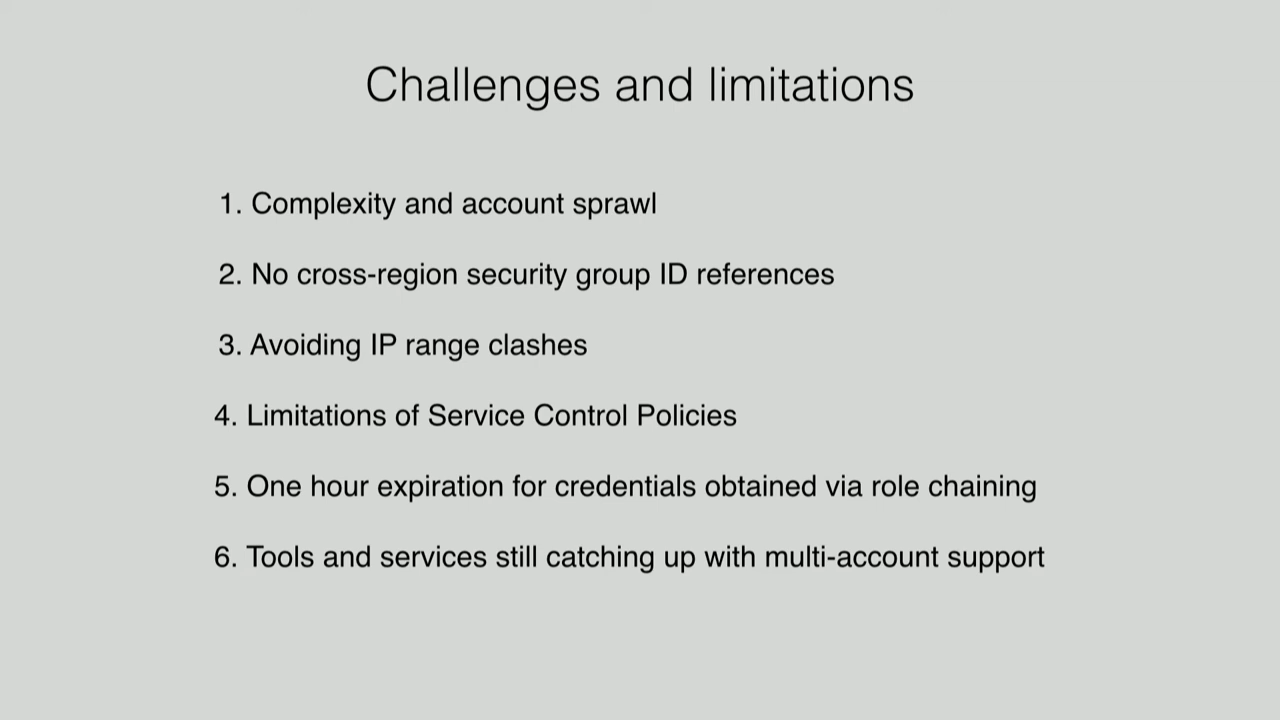 Challenges and limitations
1. Complexity and account sprawl
2. No cross-region security group ID references
3. Avoiding IP range clashes
4. Limitations of Service Control Policies
5. One hour expiration for credentials obtained via role chaining
6. Tools and services still catching up with multi-account support